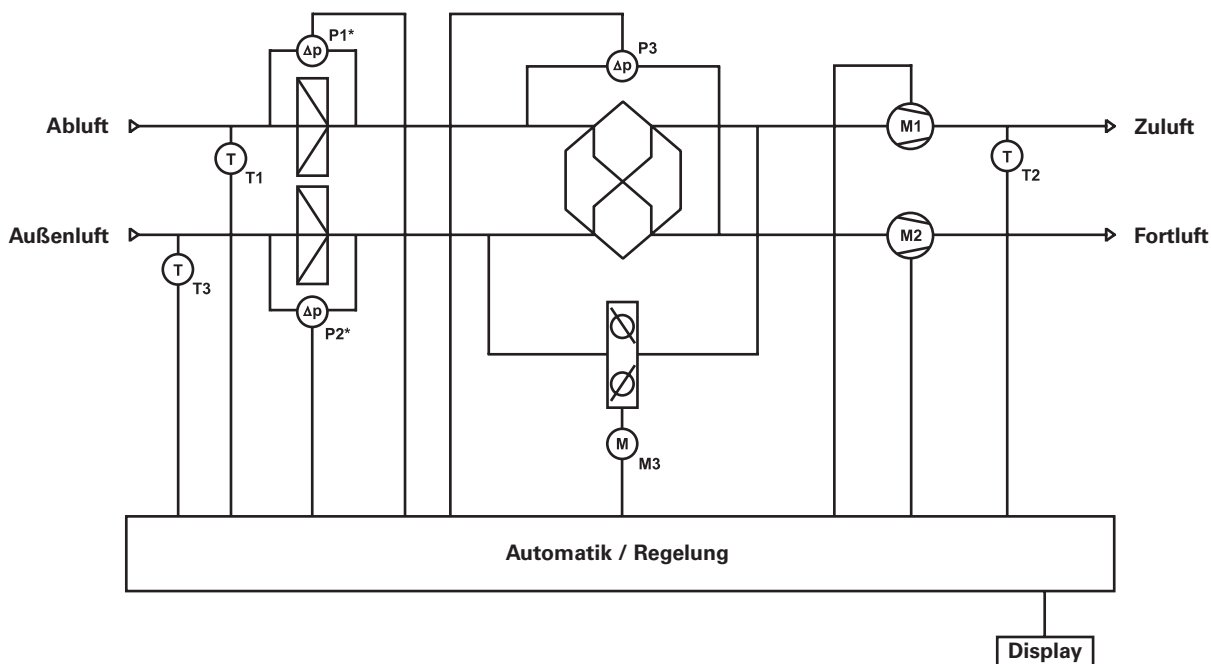 P1*
Δp
P3
Δp
Abluft
M1
Zuluft
T
T1
T
T2
Außenluft
M2
Fortluft
T
T3
Δp
P2*
M
M3
Automatik / Regelung
Display